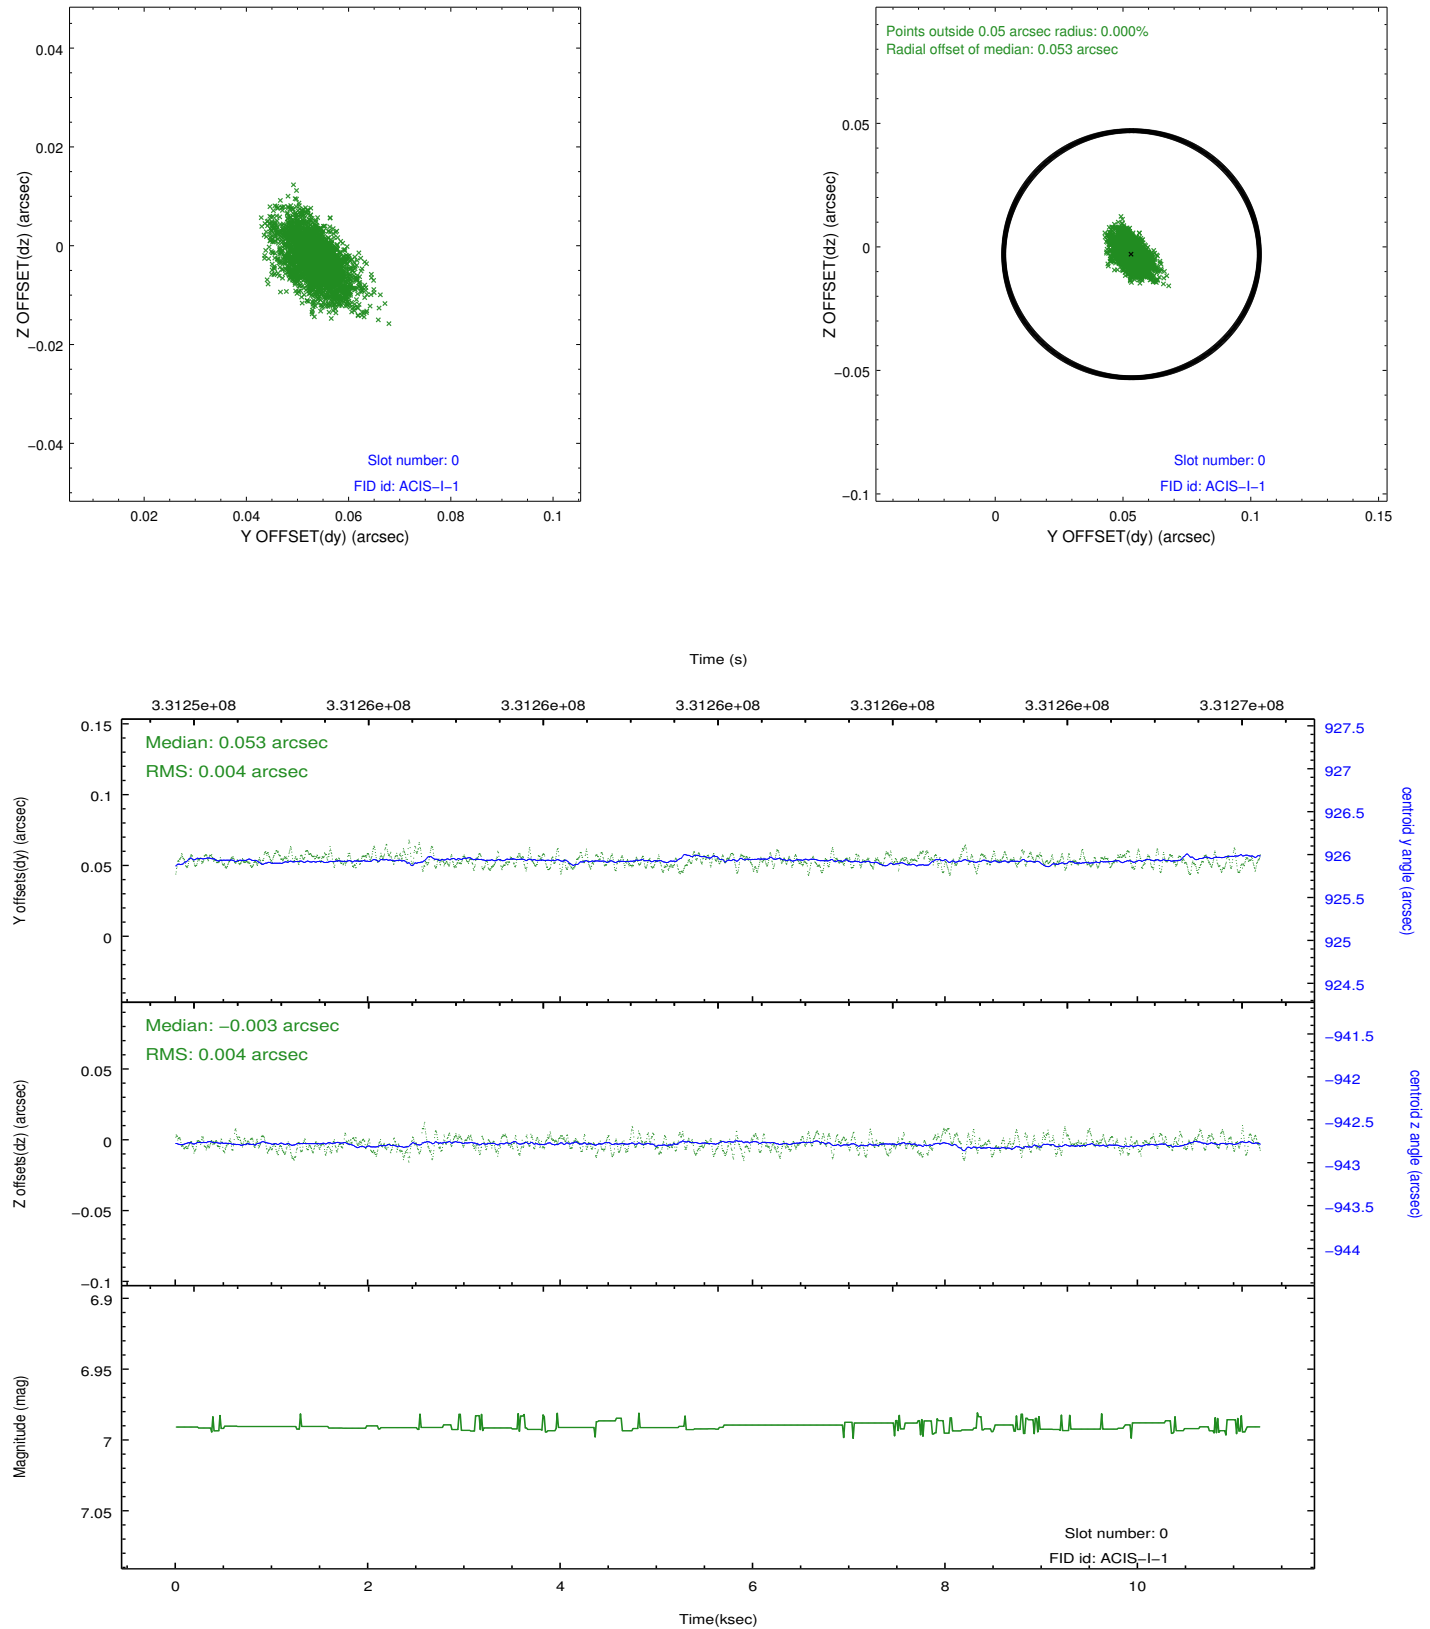 0.04
0.02
0
−0.02
−0.04
Z OFFSET(dz) (arcsec)
Slot number: 0
FID id: ACIS−I−1
0.02 0.04 0.06 0.08 0.1
Y OFFSET(dy) (arcsec)
Points outside 0.05 arcsec radius: 0.000%
Radial offset of median: 0.053 arcsec
0.05
0
−0.05
−0.1
Z OFFSET(dz) (arcsec)
Slot number: 0
FID id: ACIS−I−1
0 0.05 0.1 0.15
Y OFFSET(dy) (arcsec)
Time (s)
3.3125e+08 3.3126e+08 3.3126e+08 3.3126e+08 3.3126e+08 3.3126e+08 3.3127e+08
Median: 0.053 arcsec
RMS: 0.004 arcsec
0.15
0.1
0.05
0
Y offsets(dy) (arcsec)
927.5
927
926.5
926
925.5
925
924.5
centroid y angle (arcsec)
Median: −0.003 arcsec
RMS: 0.004 arcsec
0.05
0
−0.05
−0.1
Z offsets(dz) (arcsec)
−941.5
−942
−942.5
−943
−943.5
−944
centroid z angle (arcsec)
6.9
6.95
7
7.05
Magnitude (mag)
Slot number: 0
FID id: ACIS−I−1
0 2 4 6 8 10
Time(ksec)